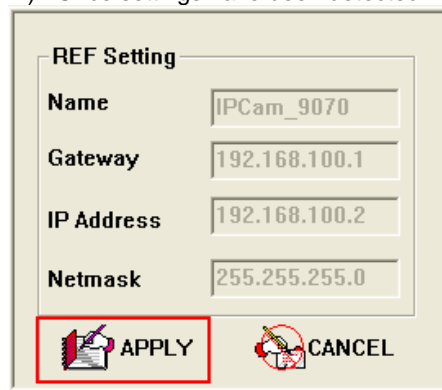 REF Setting
Name IPCam_9070
Gateway 192.168.100.1
IP Address 192.168.100.2
Netmask 255.255.255.0
APPLY CANCEL